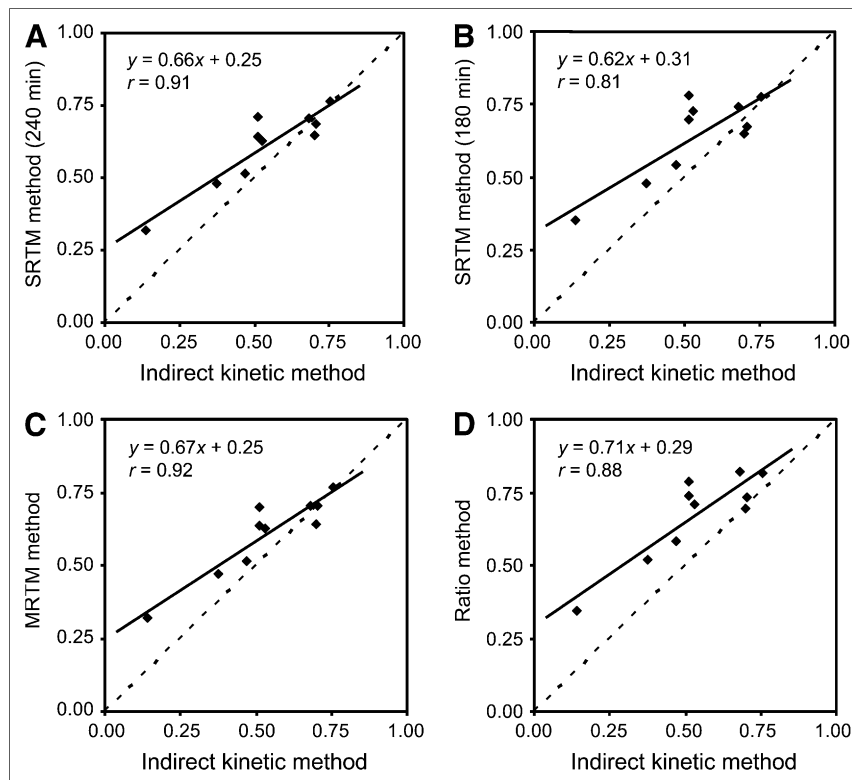 A
y = 0.66x + 0.25
r = 0.91
SRTM method (240 min)
1.00
0.75
0.50
0.25
0.00
0.00 0.25 0.50 0.75 1.00
Indirect kinetic method
B
y = 0.62x + 0.31
r = 0.81
SRTM method (180 min)
1.00
0.75
0.50
0.25
0.00
0.00 0.25 0.50 0.75 1.00
Indirect kinetic method
C
y = 0.67x + 0.25
r = 0.92
MRTM method
1.00
0.75
0.50
0.25
0.00
0.00 0.25 0.50 0.75 1.00
Indirect kinetic method
D
y = 0.71x + 0.29
r = 0.88
Ratio method
1.00
0.75
0.50
0.25
0.00
0.00 0.25 0.50 0.75 1.00
Indirect kinetic method